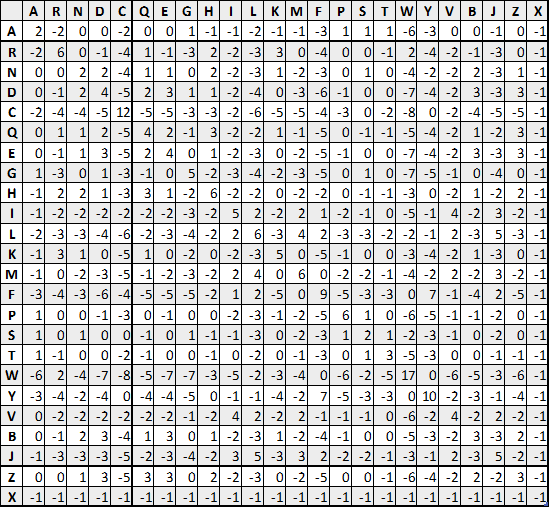 A R N D C Q E G H I L K M F P S T W Y V B J Z X
A 2 -2 0 0 -2 0 0 1 -1 -1 -2 -1 -1 -3 1 1 1 -6 -3 0 0 -1 0 -1
R -2 6 0 -1 -4 1 -1 -3 2 -2 -3 3 0 -4 0 0 -1 2 -4 -2 -1 -3 0 -1
N 0 0 2 2 -4 1 1 0 2 -2 -3 1 -2 -3 0 1 0 -4 -2 -2 2 -3 1 -1
D 0 -1 2 4 -5 2 3 1 1 -2 -4 0 -3 -6 -1 0 0 -7 -4 -2 3 -3 3 -1
C -2 -4 -4 -5 12 -5 -5 -3 -3 -2 -6 -5 -5 -4 -3 0 -2 -8 0 -2 -4 -5 -5 -1
Q 0 1 1 2 -5 4 2 -1 3 -2 -2 1 -1 -5 0 -1 -1 -5 -4 -2 1 -2 3 -1
E 0 -1 1 3 -5 2 4 0 1 -2 -3 0 -2 -5 -1 0 0 -7 -4 -2 3 -3 3 -1
G 1 -3 0 1 -3 -1 0 5 -2 -3 -4 -2 -3 -5 0 1 0 -7 -5 -1 0 -4 0 -1
H -1 2 2 1 -3 3 1 -2 6 -2 -2 0 -2 -2 0 -1 -1 -3 0 -2 1 -2 2 -1
I -1 -2 -2 -2 -2 -2 -2 -3 -2 5 2 -2 2 1 -2 -1 0 -5 -1 4 -2 3 -2 -1
L -2 -3 -3 -4 -6 -2 -3 -4 -2 2 6 -3 4 2 -3 -3 -2 -2 -1 2 -3 5 -3 -1
K -1 3 1 0 -5 1 0 -2 0 -2 -3 5 0 -5 -1 0 0 -3 -4 -2 1 -3 0 -1
M -1 0 -2 -3 -5 -1 -2 -3 -2 2 4 0 6 0 -2 -2 -1 -4 -2 2 -2 3 -2 -1
F -3 -4 -3 -6 -4 -5 -5 -5 -2 1 2 -5 0 9 -5 -3 -3 0 7 -1 -4 2 -5 -1
P 1 0 0 -1 -3 0 -1 0 0 -2 -3 -1 -2 -5 6 1 0 -6 -5 -1 -1 -2 0 -1
S 1 0 1 0 0 -1 0 1 -1 -1 -3 0 -2 -3 1 2 1 -2 -3 -1 0 -2 0 -1
T 1 -1 0 0 -2 -1 0 0 -1 0 -2 0 -1 -3 0 1 3 -5 -3 0 0 -1 -1 -1
W -6 2 -4 -7 -8 -5 -7 -7 -3 -5 -2 -3 -4 0 -6 -2 -5 17 0 -6 -5 -3 -6 -1
Y -3 -4 -2 -4 0 -4 -4 -5 0 -1 -1 -4 -2 7 -5 -3 -3 0 10 -2 -3 -1 -4 -1
V 0 -2 -2 -2 -2 -2 -2 -1 -2 4 2 -2 2 -1 -1 -1 0 -6 -2 4 -2 2 -2 -1
B 0 -1 2 3 -4 1 3 0 1 -2 -3 1 -2 -4 -1 0 0 -5 -3 -2 3 -3 2 -1
J -1 -3 -3 -3 -5 -2 -3 -4 -2 3 5 -3 3 2 -2 -2 -1 -3 -1 2 -3 5 -2 -1
Z 0 0 1 3 -5 3 3 0 2 -2 -3 0 -2 -5 0 0 -1 -6 -4 -2 2 -2 3 -1
X -1 -1 -1 -1 -1 -1 -1 -1 -1 -1 -1 -1 -1 -1 -1 -1 -1 -1 -1 -1 -1 -1 -1 -1